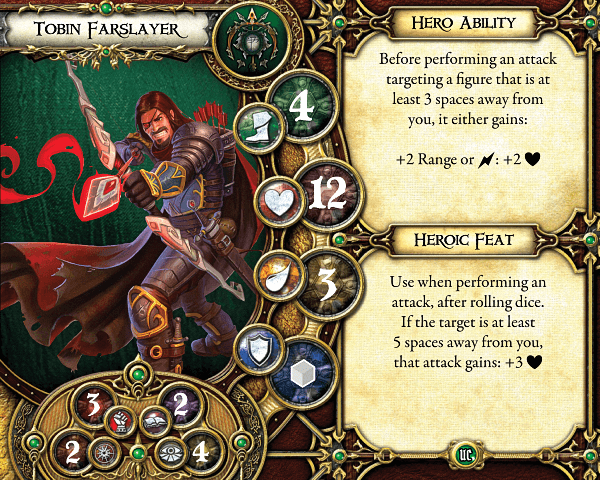 Tobin Farslayer
4
12
3
3
2
2
4
Hero Ability
Before performing an attack
targeting a figure that is at
least 3 spaces away from
you, it either gains:
+2 Range or : +2
Heroic Feat
Use when performing an
attack, after rolling dice.
If the target is at least
5 spaces away from you,
that attack gains: +3
UC